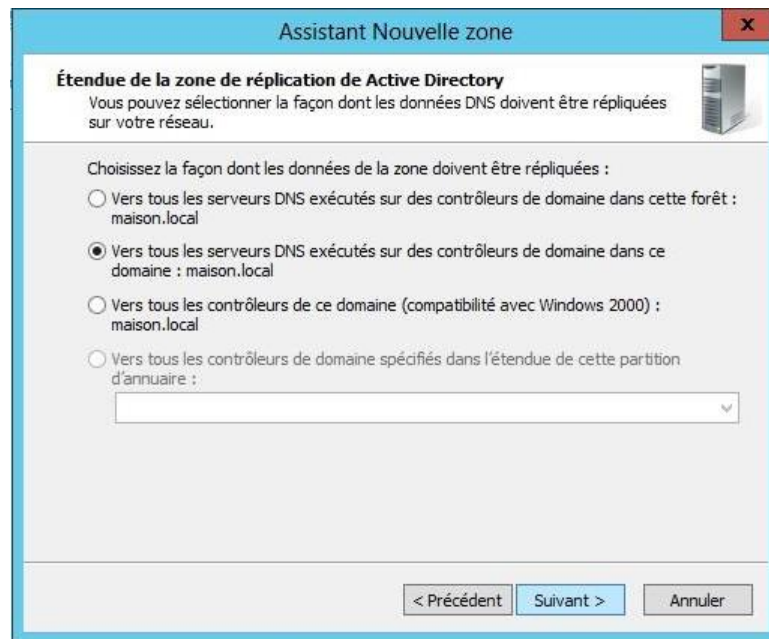 Assistant Nouvelle zone
x
Étendue de la zone de réplication de Active Directory
Vous pouvez sélectionner la façon dont les données DNS doivent être répliquées
sur votre réseau.
Choisissez la façon dont les données de la zone doivent être répliquées :
Vers tous les serveurs DNS exécutés sur des contrôleurs de domaine dans cette forêt :
maison.local
Vers tous les serveurs DNS exécutés sur des contrôleurs de domaine dans ce
domaine : maison.local
Vers tous les contrôleurs de ce domaine (compatibilité avec Windows 2000) :
maison.local
Vers tous les contrôleurs de domaine spécifiés dans l'étendue de cette partition
d'annuaire :
< Précédent Suivant > Annuler